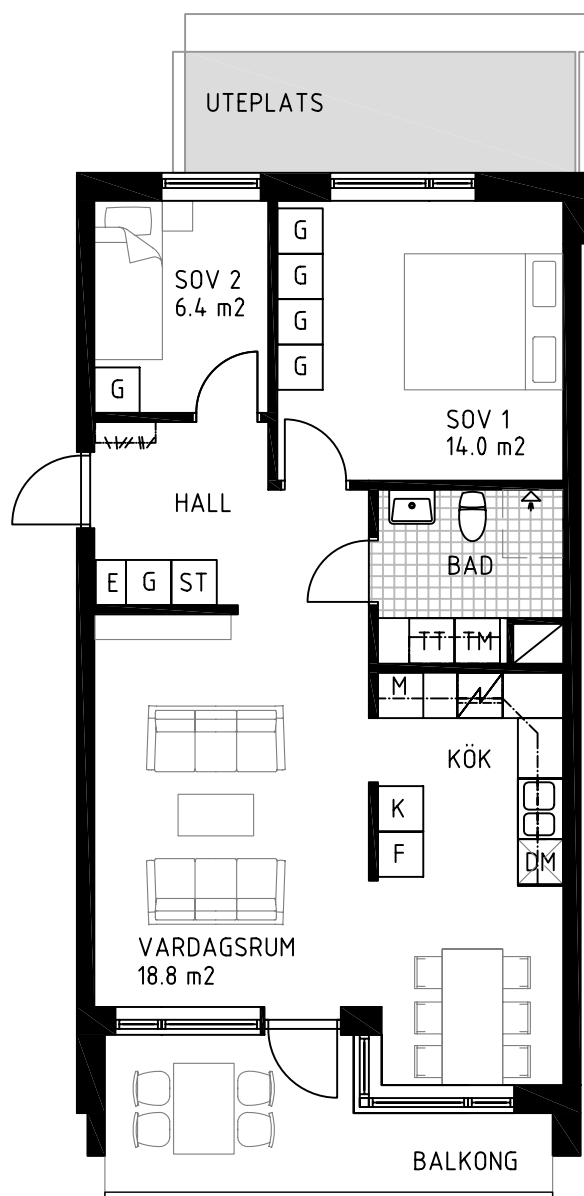 UTEPLATS
G
G
G
G
SOV 2
6.4 m2
G
SOV 1
14.0 m2
HALL
BAD
E G ST
TT TM
M
KÖK
K
F
DM
VARDAGSRUM
18.8 m2
BALKONG